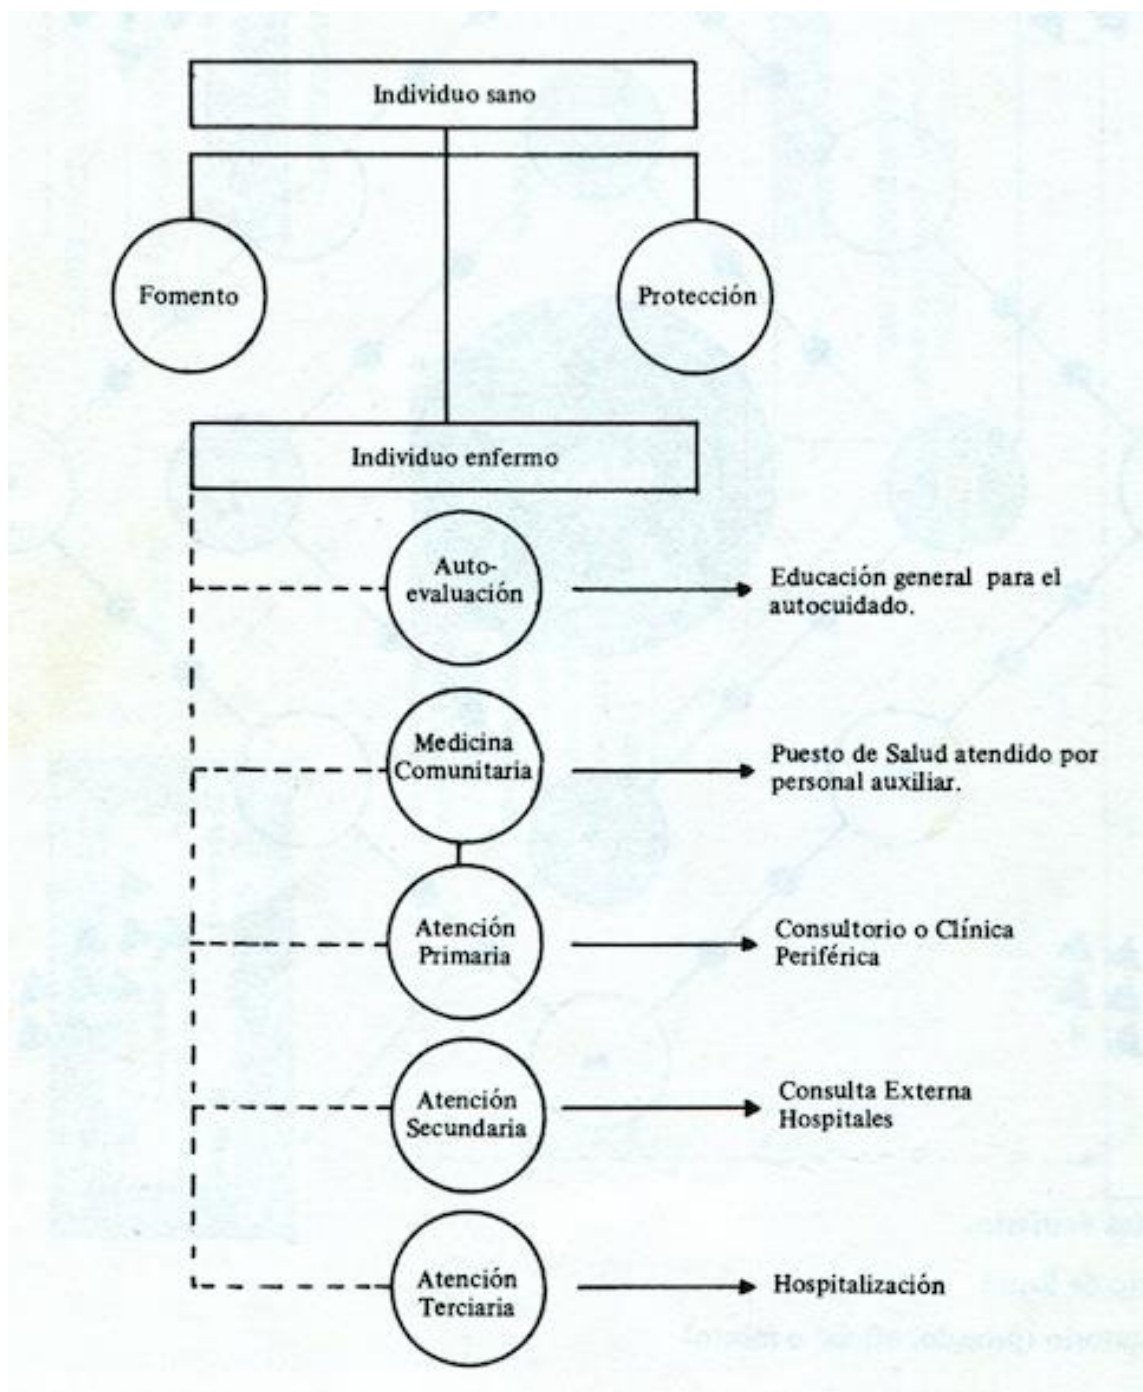 Individuo sano
Fomento
Protección
Individuo enfermo
Auto-
evaluación
Educación general para el
autocuidado.
Medicina
Comunitaria
Puesto de Salud atendido por
personal auxiliar.
Atención
Primaria
Consultorio o Clínica
Periférica
Atención
Secundaria
Consulta Externa
Hospitales
Atención
Terciaria
Hospitalización